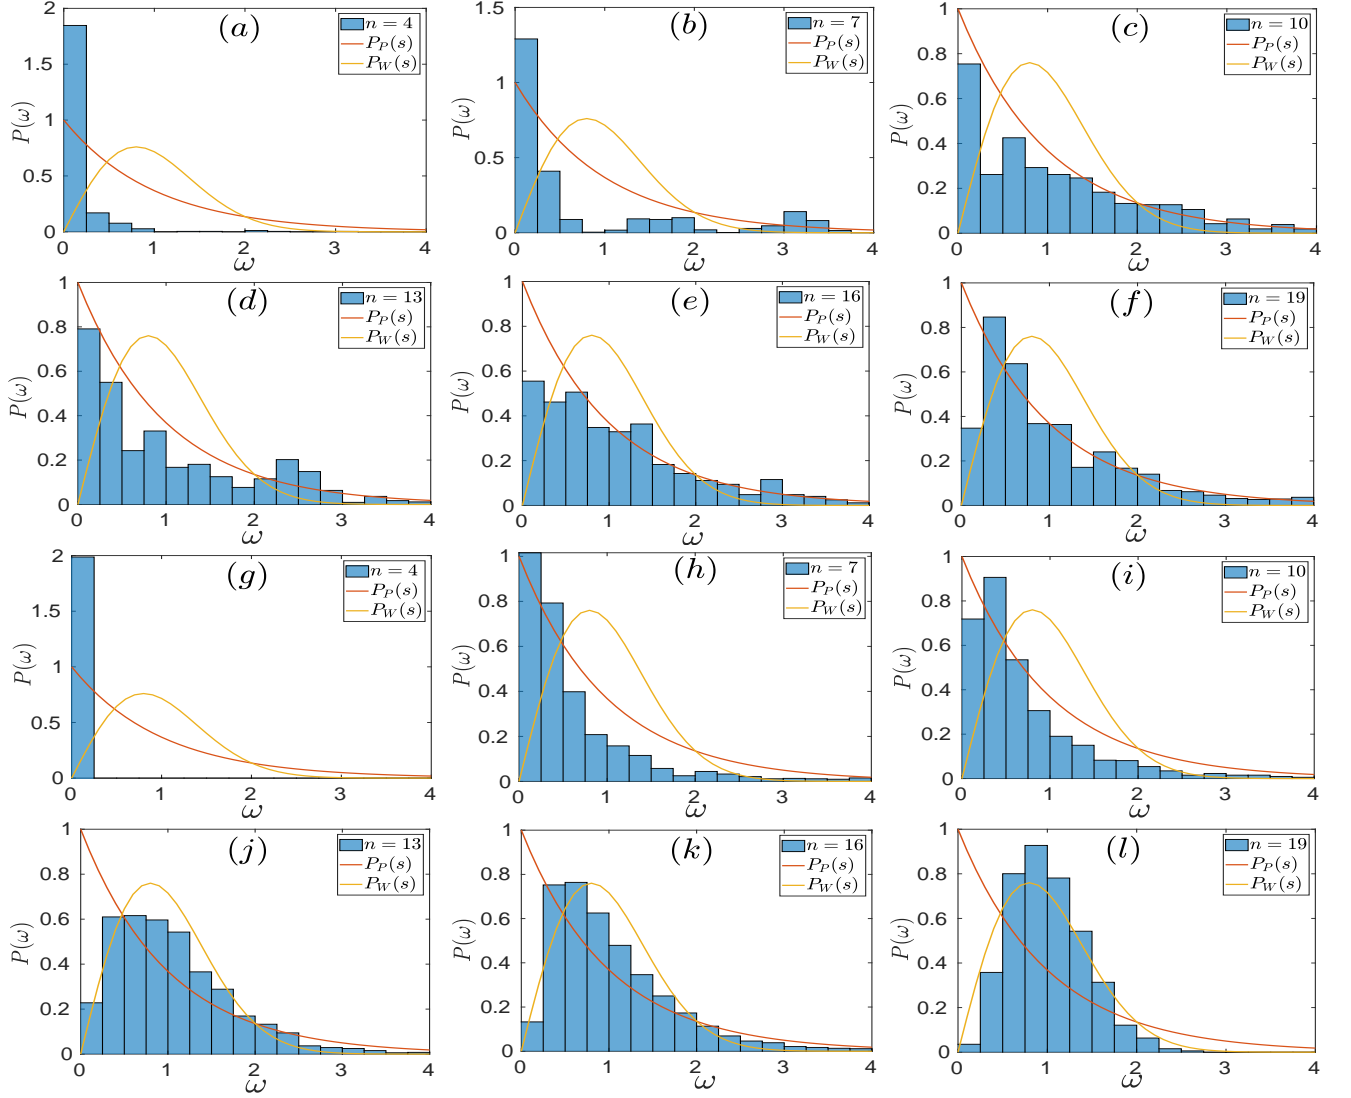 (a)
n = 4
P_P(s)
P_W(s)
P(ω)
2
1.5
1
0.5
0
0 1 2 3 4
ω
(b)
n = 7
P_P(s)
P_W(s)
P(ω)
1.5
1
0.5
0
0 1 2 3 4
ω
(c)
n = 10
P_P(s)
P_W(s)
P(ω)
1
0.8
0.6
0.4
0.2
0
0 1 2 3 4
ω
(d)
n = 13
P_P(s)
P_W(s)
P(ω)
1
0.8
0.6
0.4
0.2
0
0 1 2 3 4
ω
(e)
n = 16
P_P(s)
P_W(s)
P(ω)
1
0.8
0.6
0.4
0.2
0
0 1 2 3 4
ω
(f)
n = 19
P_P(s)
P_W(s)
P(ω)
1
0.8
0.6
0.4
0.2
0
0 1 2 3 4
ω
(g)
n = 4
P_P(s)
P_W(s)
P(ω)
2
1.5
1
0.5
0
0 1 2 3 4
ω
(h)
n = 7
P_P(s)
P_W(s)
P(ω)
1
0.8
0.6
0.4
0.2
0
0 1 2 3 4
ω
(i)
n = 10
P_P(s)
P_W(s)
P(ω)
1
0.8
0.6
0.4
0.2
0
0 1 2 3 4
ω
(j)
n = 13
P_P(s)
P_W(s)
P(ω)
1
0.8
0.6
0.4
0.2
0
0 1 2 3 4
ω
(k)
n = 16
P_P(s)
P_W(s)
P(ω)
1
0.8
0.6
0.4
0.2
0
0 1 2 3 4
ω
(l)
n = 19
P_P(s)
P_W(s)
P(ω)
1
0.8
0.6
0.4
0.2
0
0 1 2 3 4
ω